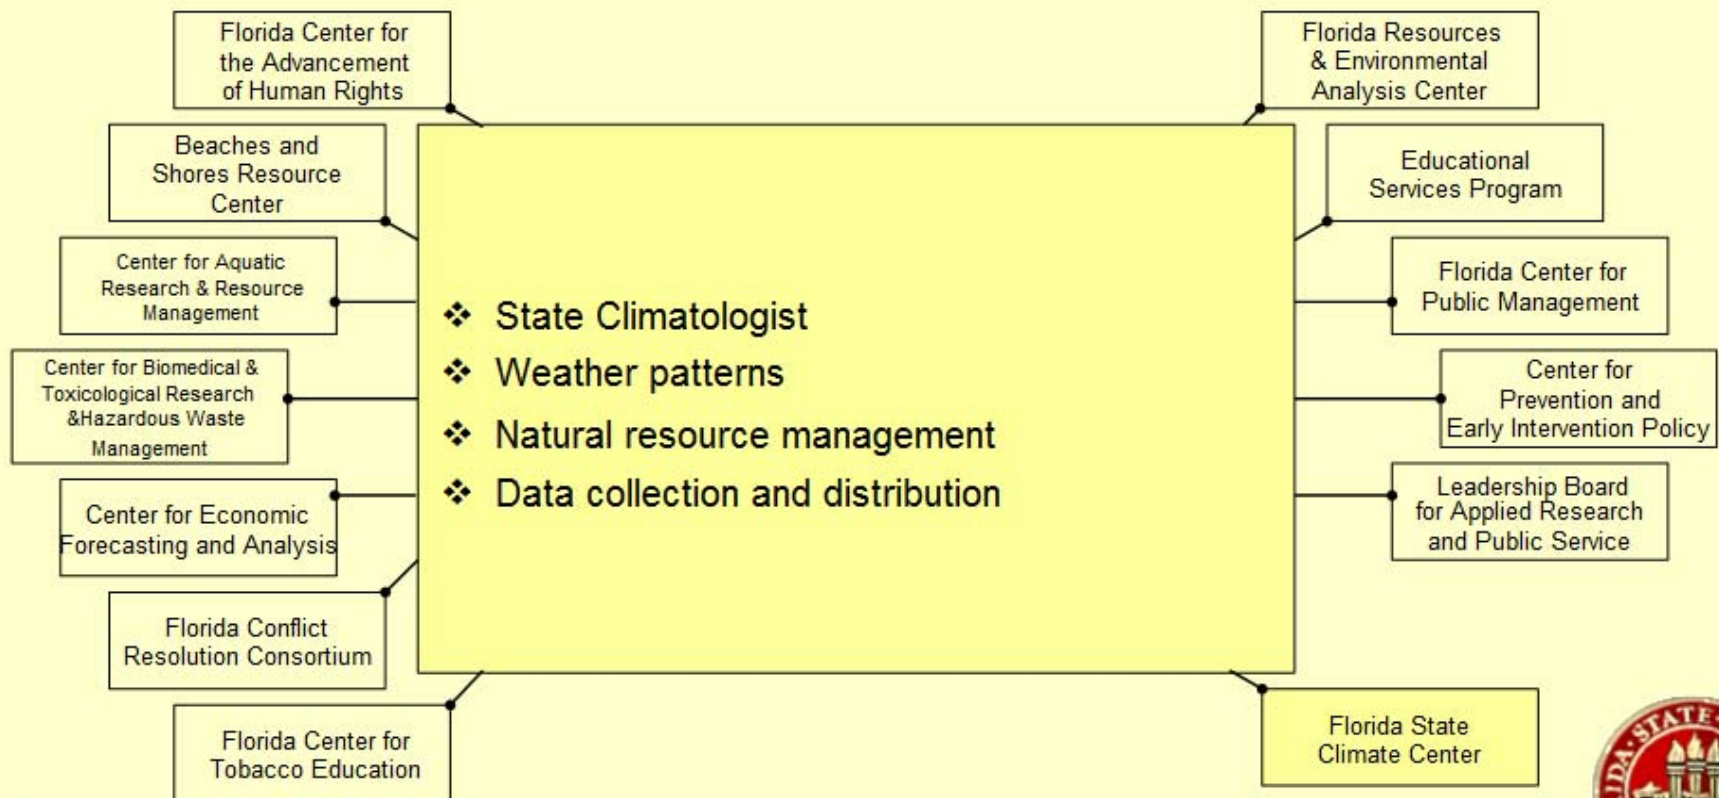 Florida Center for
the Advancement
of Human Rights
Beaches and
Shores Resource
Center
Center for Aquatic
Research & Resource
Management
Center for Biomedical &
Toxicological Research
&Hazardous Waste
Management
Center for Economic
Forecasting and Analysis
Florida Conflict
Resolution Consortium
Florida Center for
Tobacco Education
❖ State Climatologist
❖ Weather patterns
❖ Natural resource management
❖ Data collection and distribution
Florida Resources
& Environmental
Analysis Center
Educational
Services Program
Florida Center for
Public Management
Center for
Prevention and
Early Intervention Policy
Leadership Board
for Applied Research
and Public Service
Florida State
Climate Center
STATE